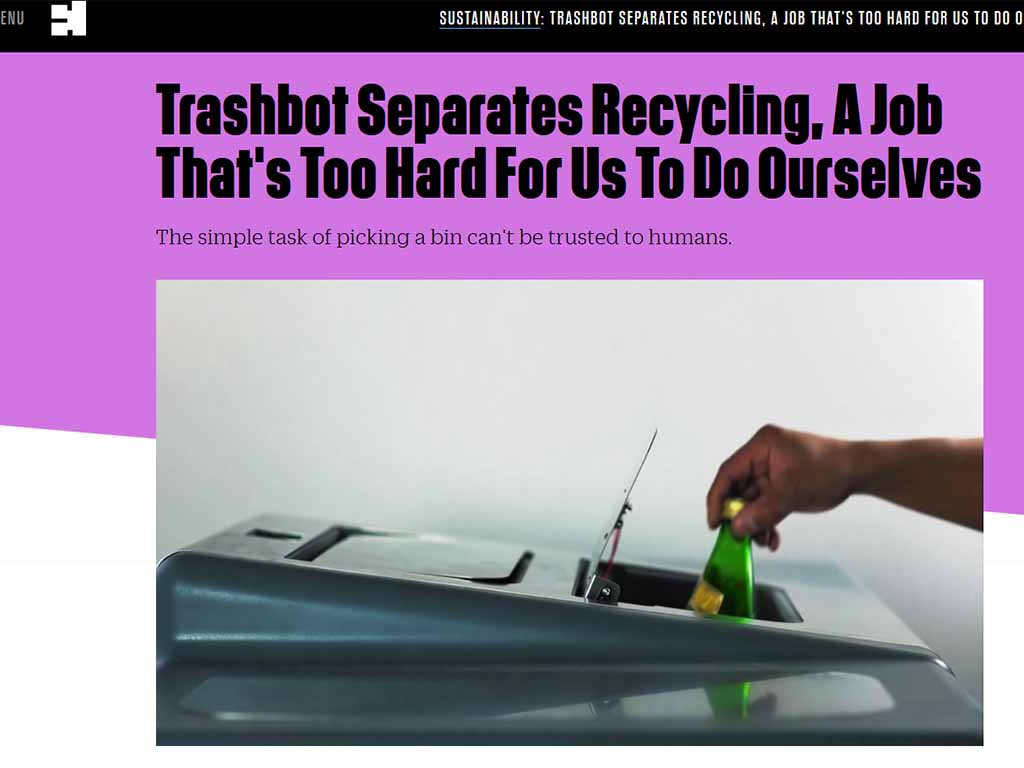 ENU
SUSTAINABILITY: TRASHBOT SEPARATES RECYCLING, A JOB THAT'S TOO HARD FOR US TO DO O
Trashbot Separates Recycling, A Job
That's Too Hard For Us To Do Ourselves
The simple task of picking a bin can't be trusted to humans.